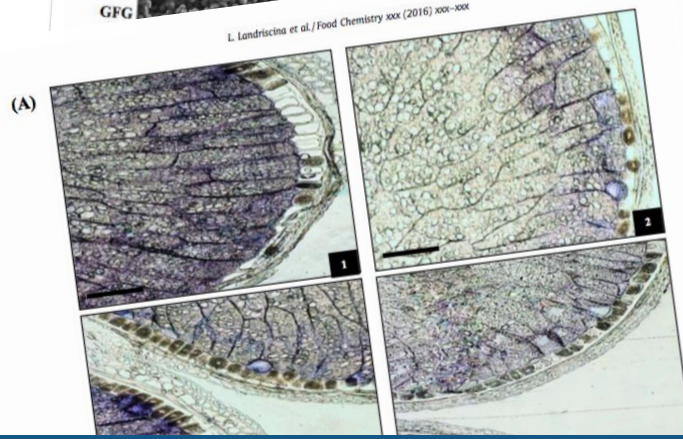 GFG
L. Landriscina et al./Food Chemistry xxx (2016) xxx–xxx
(A)
1
2